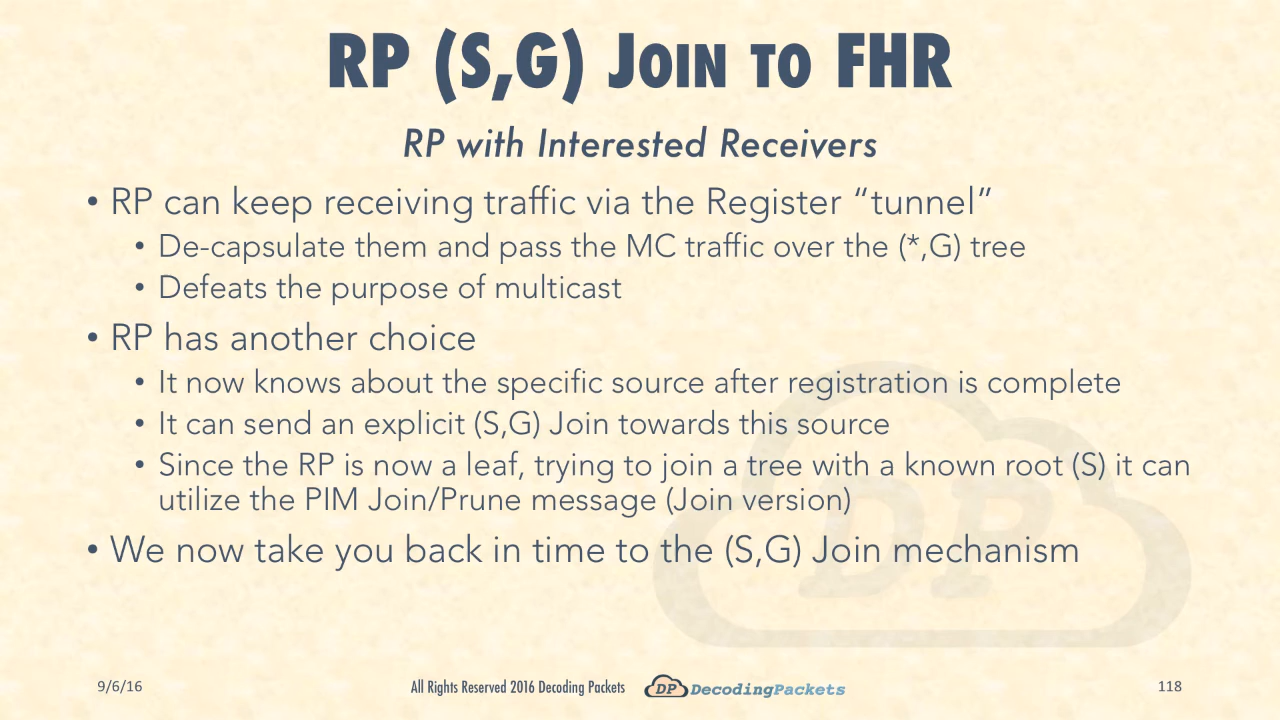 RP (S,G) JOIN TO FHR
RP with Interested Receivers
• RP can keep receiving traffic via the Register “tunnel”
• De-capsulate them and pass the MC traffic over the (*,G) tree
• Defeats the purpose of multicast
• RP has another choice
• It now knows about the specific source after registration is complete
• It can send an explicit (S,G) Join towards this source
• Since the RP is now a leaf, trying to join a tree with a known root (S) it can
utilize the PIM Join/Prune message (Join version)
• We now take you back in time to the (S,G) Join mechanism
DP
9/6/16
All Rights Reserved 2016 Decoding Packets
DP DecodingPackets
118